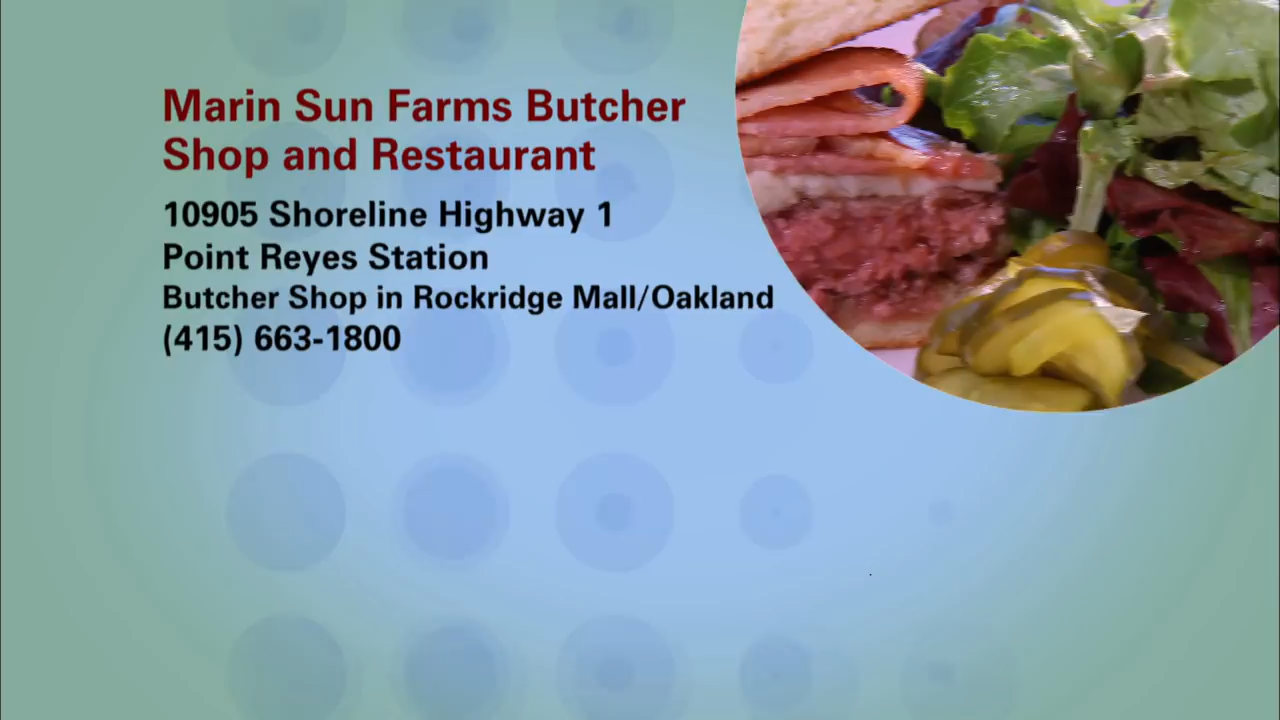 Marin Sun Farms Butcher
Shop and Restaurant
10905 Shoreline Highway 1
Point Reyes Station
Butcher Shop in Rockridge Mall/Oakland
(415) 663-1800